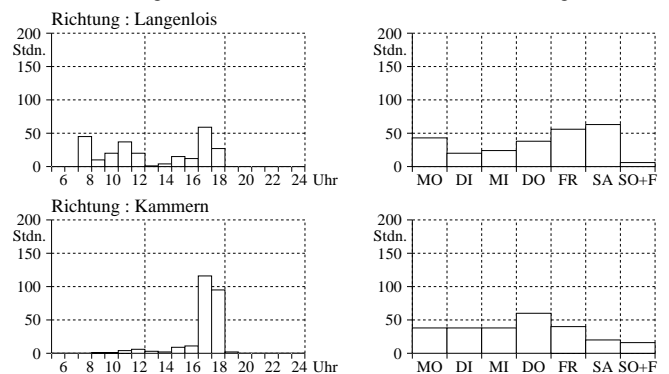 Richtung : Langenlois
200 200
Stdn. Stdn.
150 150
100 100
50 50
0 0
6 8 10 12 14 16 18 20 22 24 Uhr MO DI MI DO FR SA SO+F
Richtung : Kammern
200 200
Stdn. Stdn.
150 150
100 100
50 50
0 0
6 8 10 12 14 16 18 20 22 24 Uhr MO DI MI DO FR SA SO+F